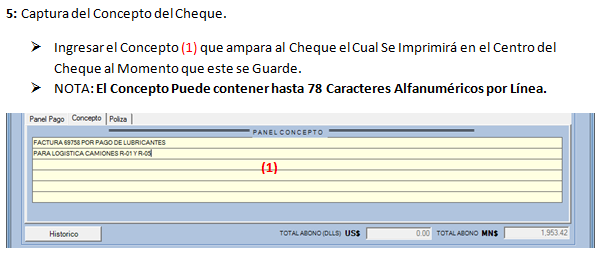 5: Captura del Concepto del Cheque.
➢ Ingresar el Concepto (1) que ampara al Cheque el Cual Se Imprimirá en el Centro del
Cheque al Momento que este se Guarde.
➢ NOTA: El Concepto Puede contener hasta 78 Caracteres Alfanuméricos por Línea.
Panel Pago Concepto Poliza
PANEL CONCEPTO
FACTURA 69758 POR PAGO DE LUBRICANTES
PARA LOGISTICA CAMIONES R-01 Y R-05
(1)
Historico TOTAL ABONO (DLLS) US$ 0.00 TOTAL ABONO MN$ 1,953.42